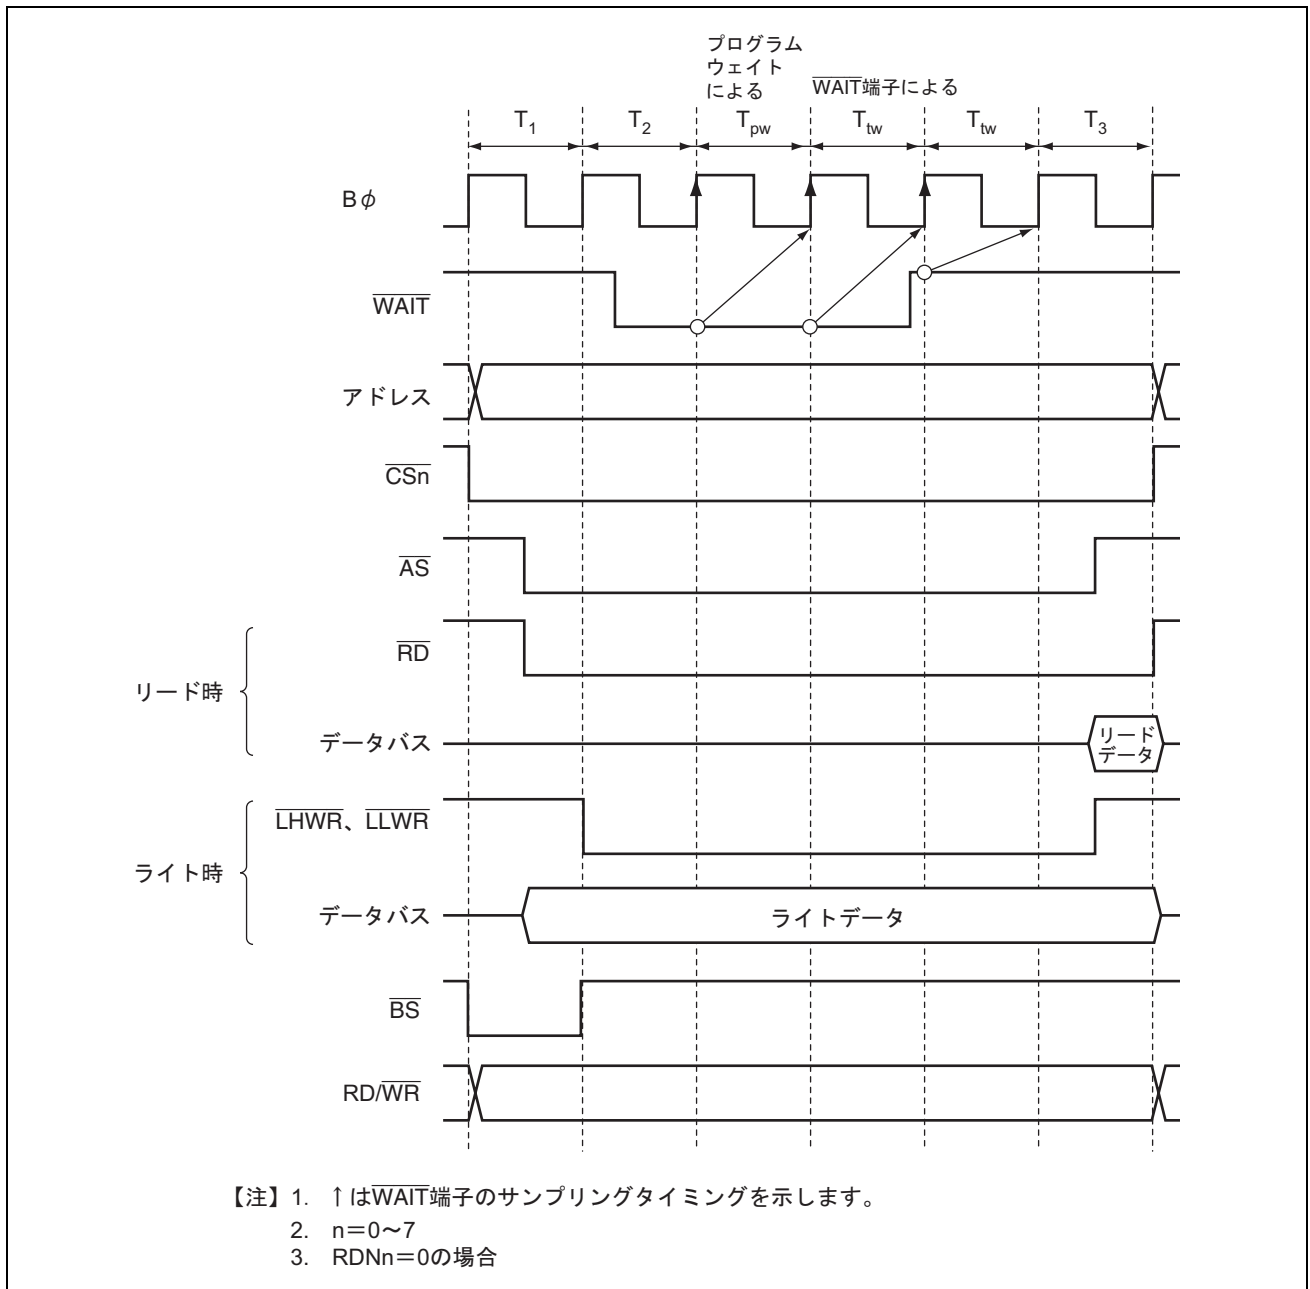 プログラム
ウェイト
による
WAIT端子による
T1 T2 Tpw Ttw Ttw T3
Bφ
WAIT
アドレス
CSn
AS
RD
リード時
データバス
リード
データ
LHWR、LLWR
ライト時
データバス
ライトデータ
BS
RD/WR
【注】1. ↑はWAIT端子のサンプリングタイミングを示します。
2. n＝0～7
3. RDNn＝0の場合